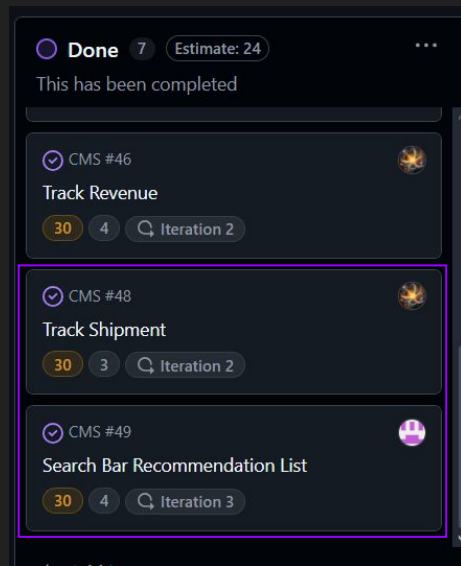 Done 7 Estimate: 24
This has been completed
CMS #46
Track Revenue
30 4 Iteration 2
CMS #48
Track Shipment
30 3 Iteration 2
CMS #49
Search Bar Recommendation List
30 4 Iteration 3